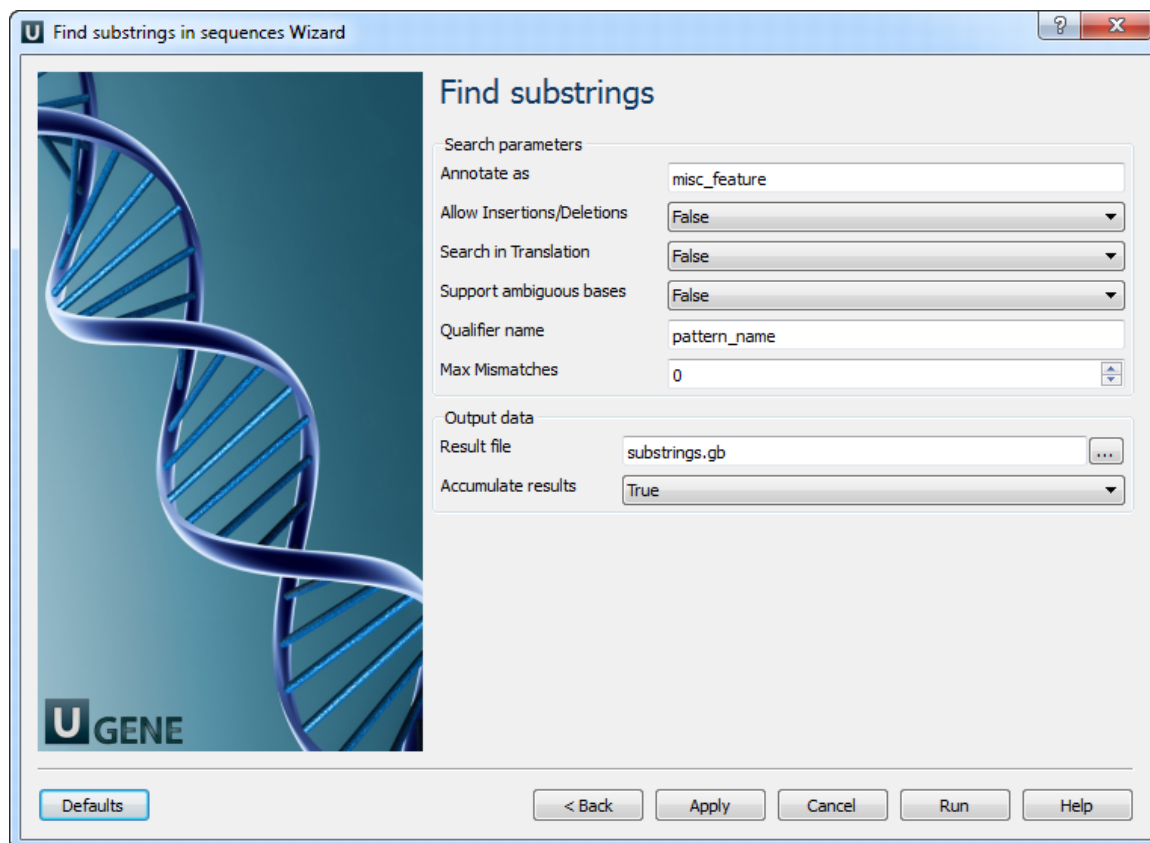 U Find substrings in sequences Wizard
Find substrings
Search parameters
Annotate as misc_feature
Allow Insertions/Deletions False
Search in Translation False
Support ambiguous bases False
Qualifier name pattern_name
Max Mismatches 0
Output data
Result file substrings.gb ...
Accumulate results True
U GENE
Defaults < Back Apply Cancel Run Help